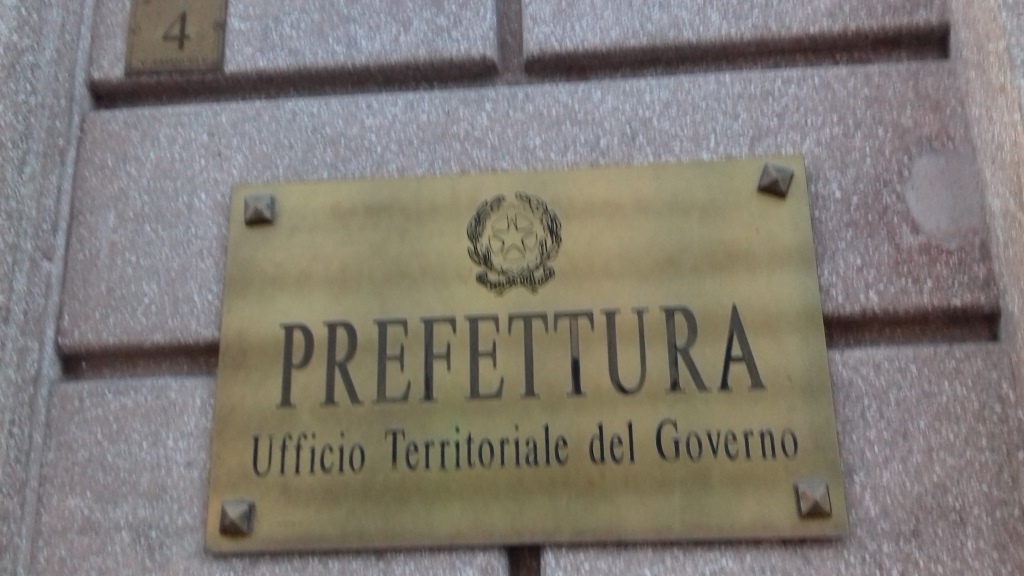 4
PREFETTURA
Ufficio Territoriale del Governo